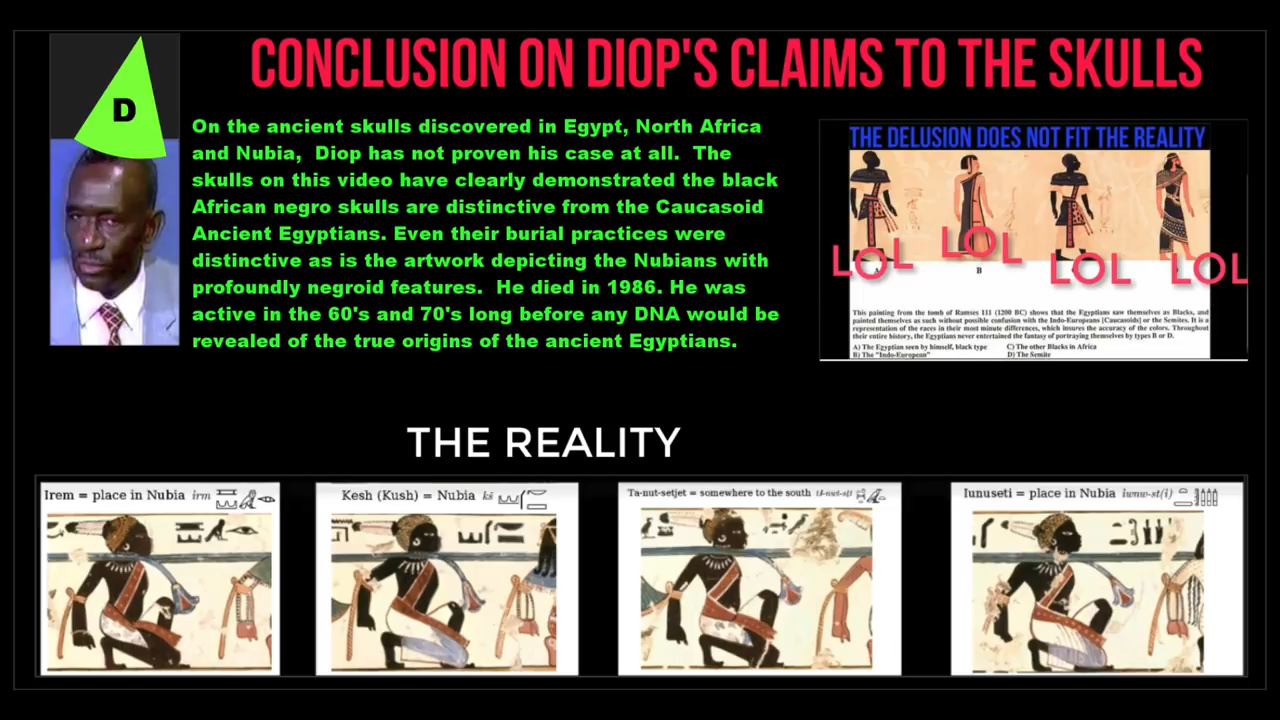 CONCLUSION ON DIOP'S CLAIMS TO THE SKULLS
D
On the ancient skulls discovered in Egypt, North Africa
and Nubia, Diop has not proven his case at all. The
skulls on this video have clearly demonstrated the black
African negro skulls are distinctive from the Caucasoid
Ancient Egyptians. Even their burial practices were
distinctive as is the artwork depicting the Nubians with
profoundly negroid features. He died in 1986. He was
active in the 60's and 70's long before any DNA would be
revealed of the true origins of the ancient Egyptians.
THE DELUSION DOES NOT FIT THE REALITY
LOL LOL LOL LOL
B
This painting from the tomb of Ramses 111 (1200 BC) shows that the Egyptians saw themselves as Blacks, and
painted themselves as such without possible confusion with the Indo-Europeans [Caucasoids] or the Semites. It is a
representation of the races in their most minute differences, which insures the accuracy of the colors. Throughout
their entire history, the Egyptians never entertained the fantasy of portraying themselves by types B or D.
A) The Egyptian seen by himself, black type
B) The "Indo-European"
C) The other Blacks in Africa
D) The Semite
THE REALITY
Irem = place in Nubia irm
Kesh (Kush) = Nubia kš
Ta-nut-setjet = somewhere to the south
Iunuseti = place in Nubia iwnw-st(i)